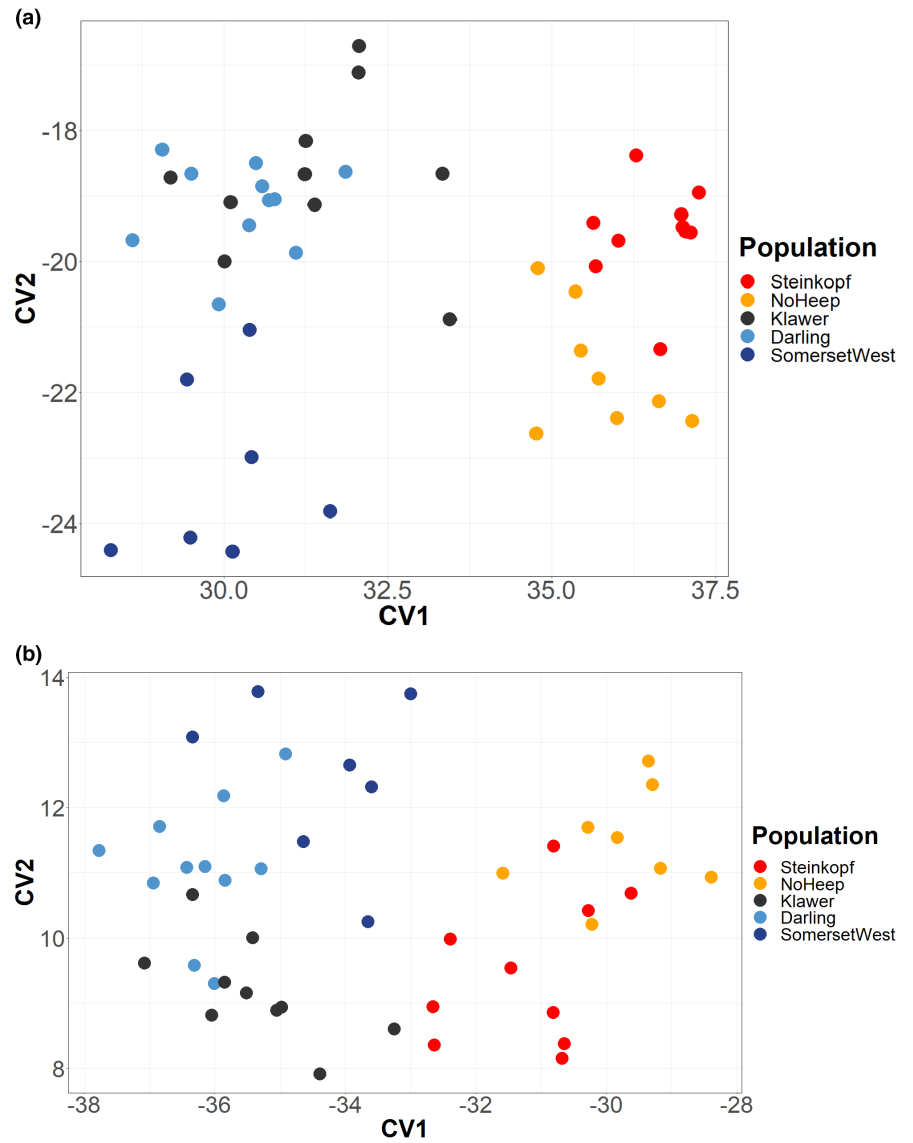 (a)
-18
-20
-22
-24
CV2
30.0
32.5
35.0
37.5
CV1
Population
Steinkopf
NoHeep
Klawer
Darling
SomersetWest
(b)
14
12
10
8
CV2
-38
-36
-34
-32
-30
-28
CV1
Population
Steinkopf
NoHeep
Klawer
Darling
SomersetWest